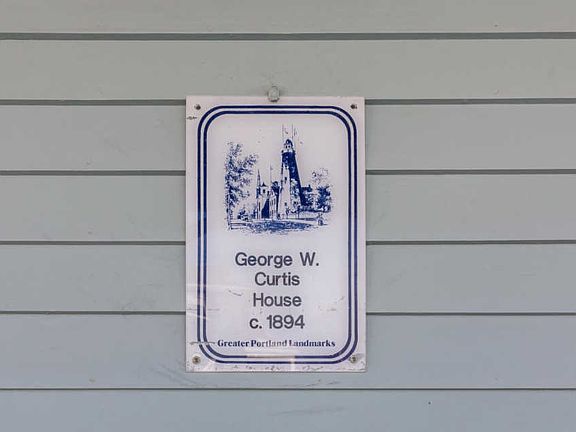 George W.
Curtis
House
c. 1894
Greater Portland Landmarks